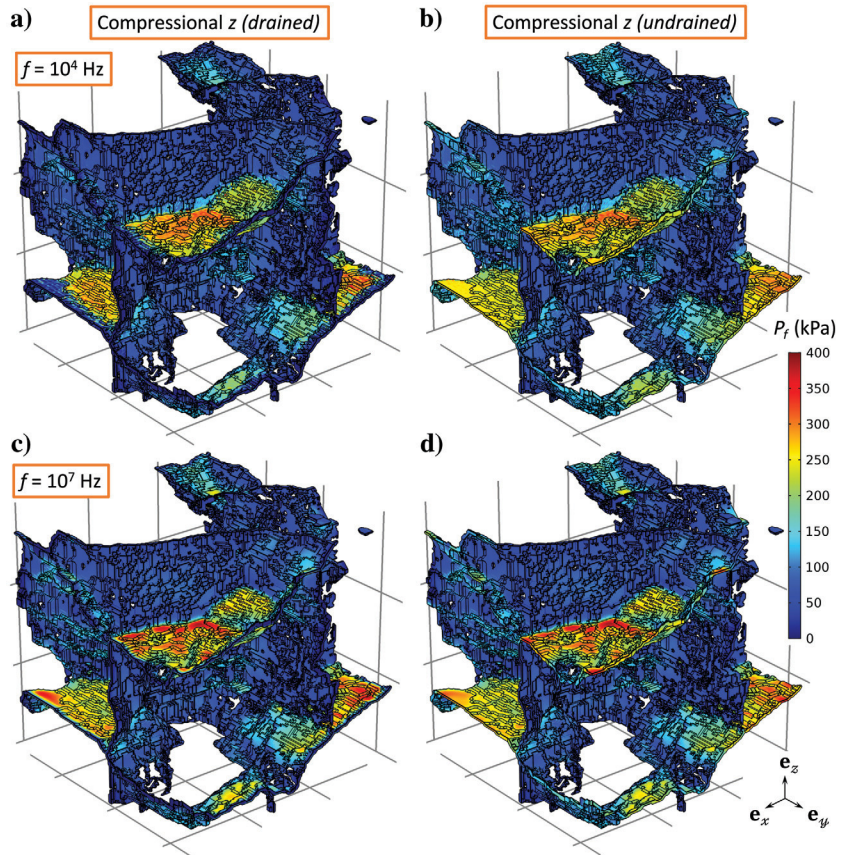 a) Compressional z (drained)
b) Compressional z (undrained)
f = 10⁴ Hz
P_f (kPa)
400
350
300
250
200
150
100
50
0
c)
d)
f = 10⁷ Hz
e_z
e_x
e_y